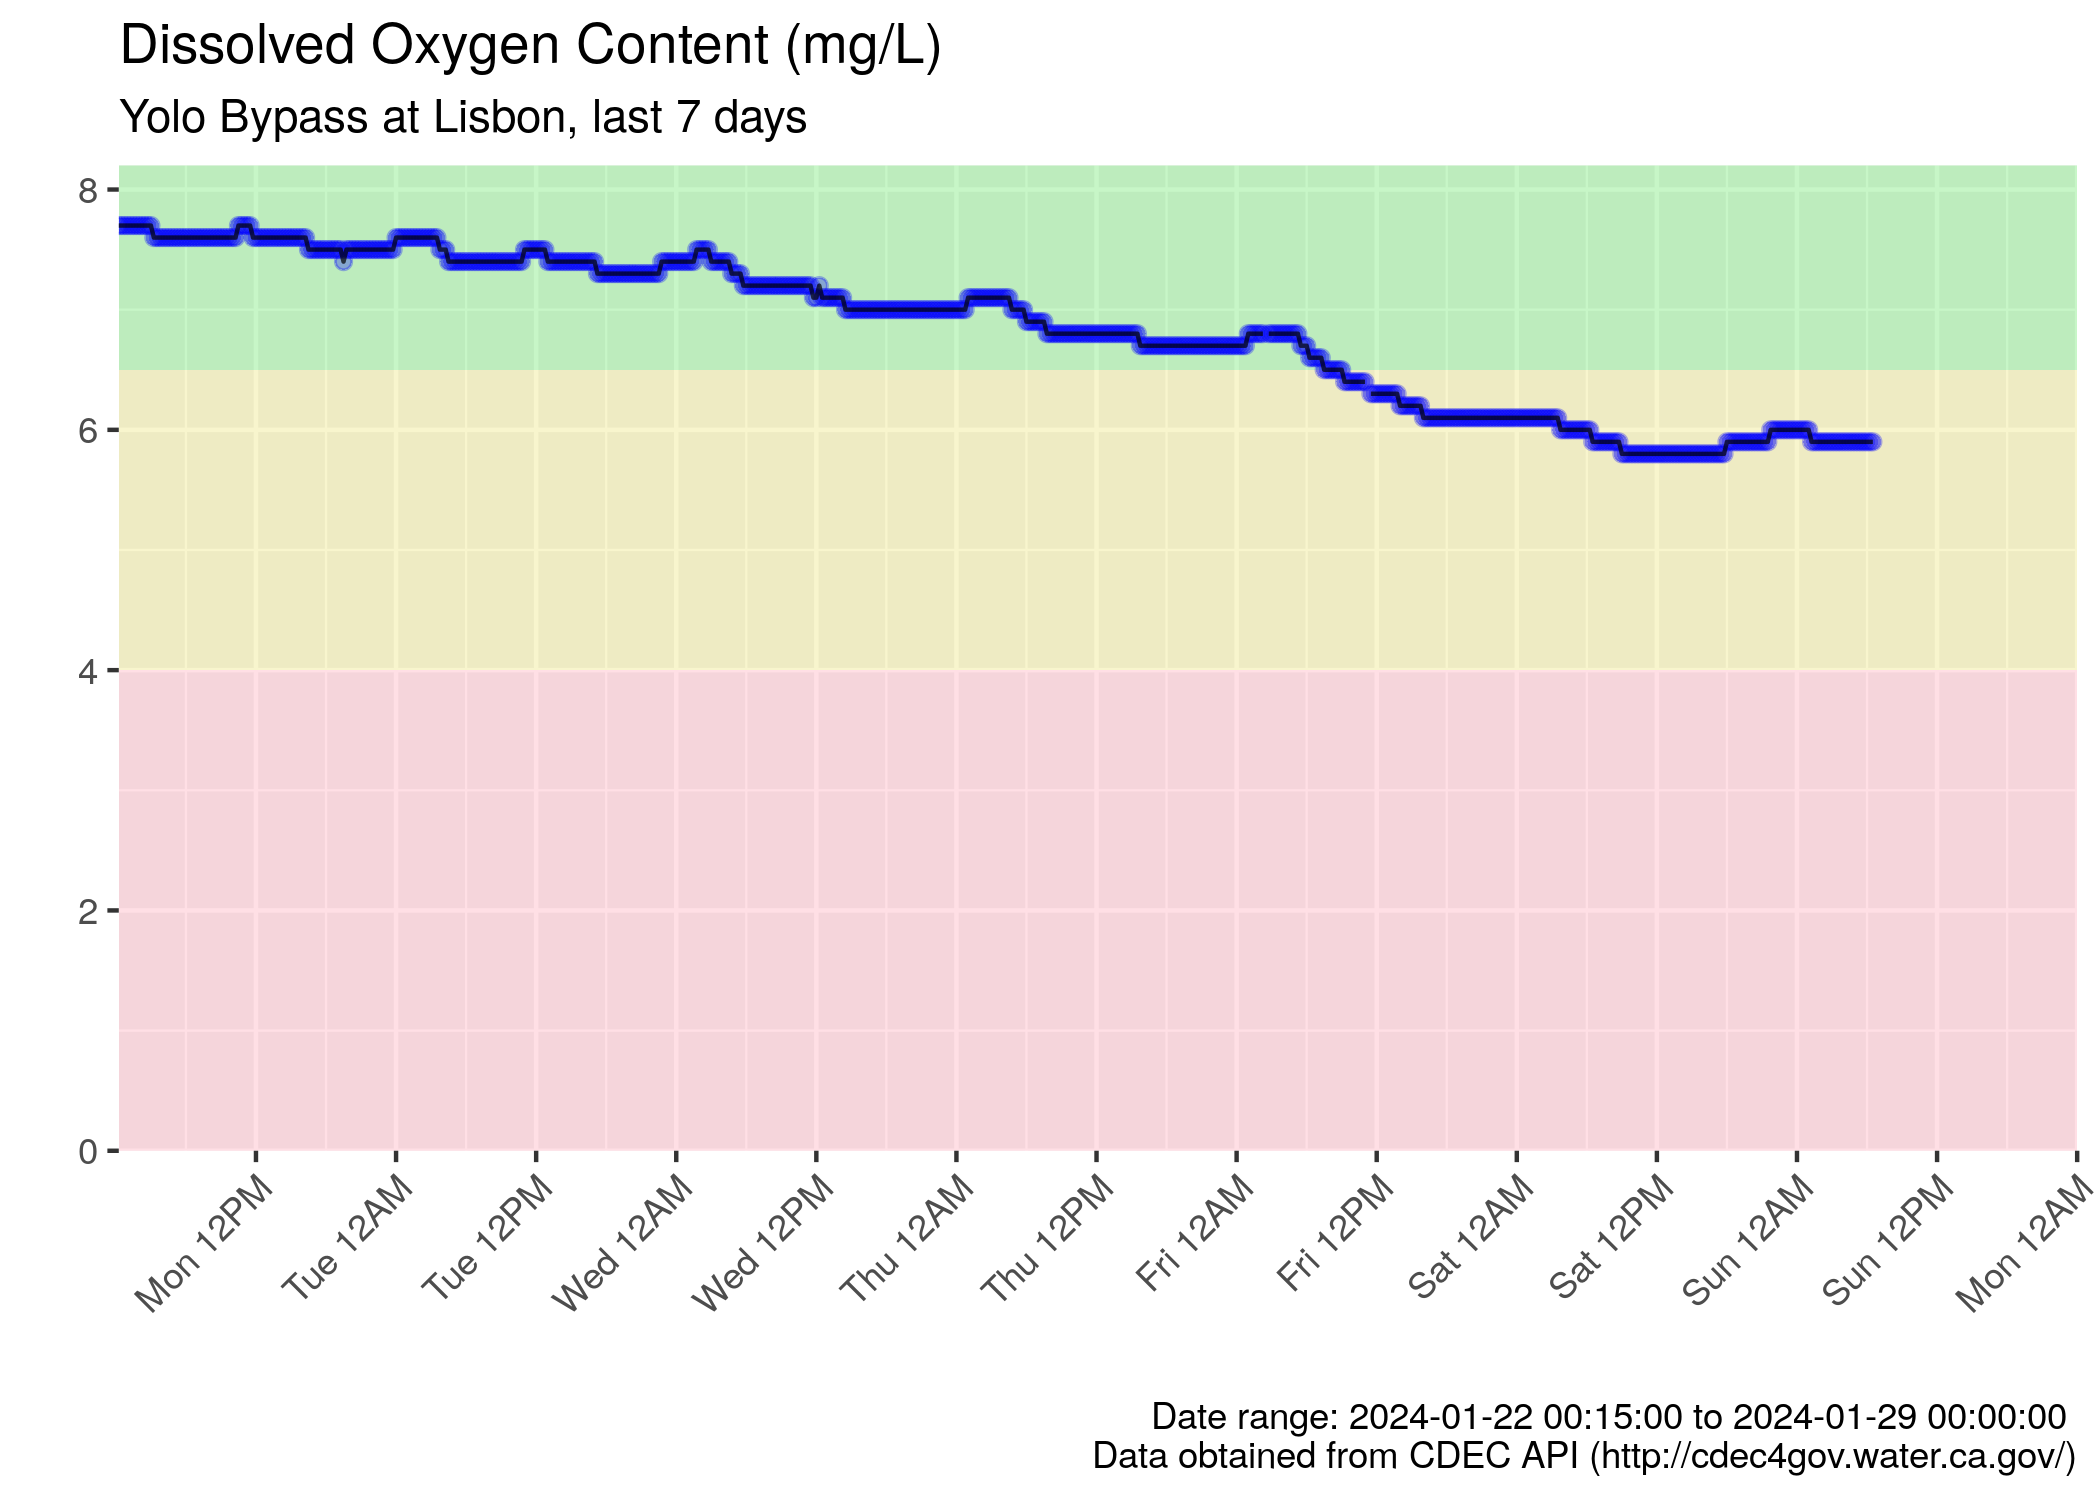 Dissolved Oxygen Content (mg/L)
Yolo Bypass at Lisbon, last 7 days
8
6
4
2
0
Mon 12PM
Tue 12AM
Tue 12PM
Wed 12AM
Wed 12PM
Thu 12AM
Thu 12PM
Fri 12AM
Fri 12PM
Sat 12AM
Sat 12PM
Sun 12AM
Sun 12PM
Mon 12AM
Date range: 2024-01-22 00:15:00 to 2024-01-29 00:00:00
Data obtained from CDEC API (http://cdec4gov.water.ca.gov/)